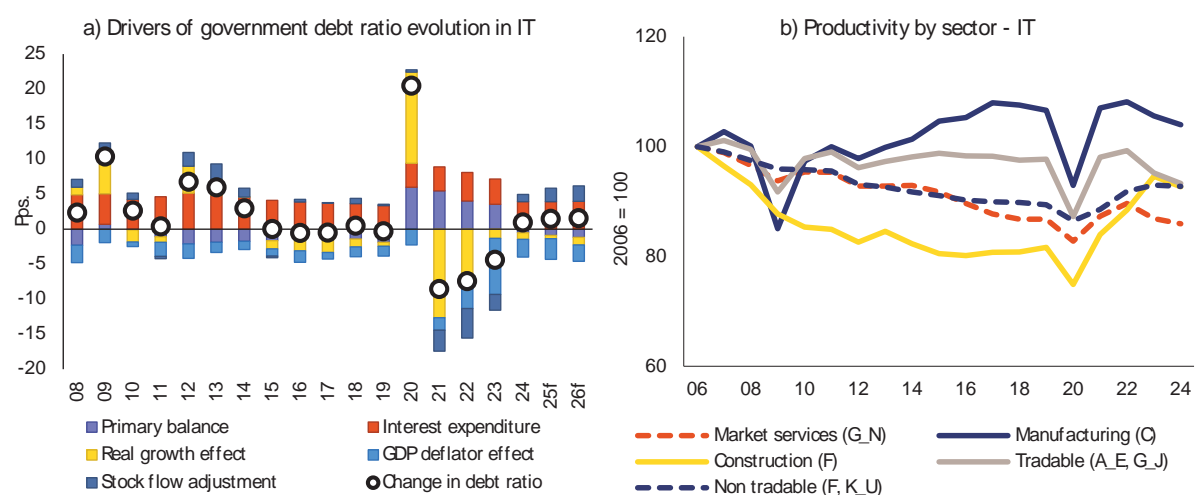 a) Drivers of government debt ratio evolution in IT
25
20
15
10
5
0
-5
-10
-15
-20
Pps.
08 09 10 11 12 13 14 15 16 17 18 19 20 21 22 23 24 25f 26f
Primary balance
Interest expenditure
Real growth effect
GDP deflator effect
Stock flow adjustment
Change in debt ratio
b) Productivity by sector - IT
120
100
80
60
2006 = 100
06 08 10 12 14 16 18 20 22 24
Market services (G_N)
Manufacturing (C)
Construction (F)
Tradable (A_E, G_J)
Non tradable (F, K_U)